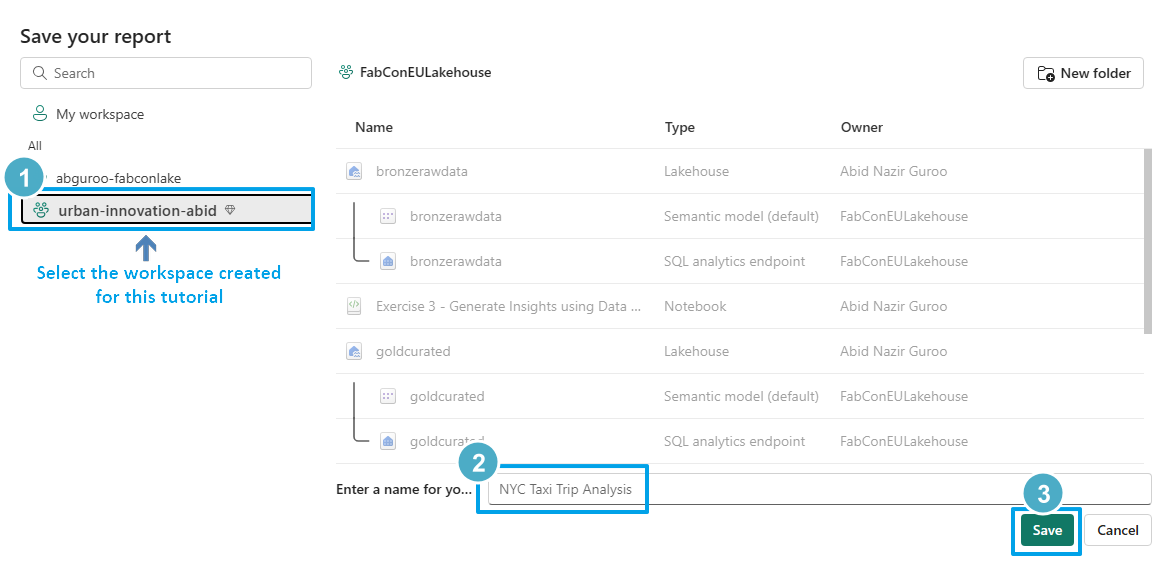 Save your report
Search
My workspace
All
1
abguroo-fabconlake
urban-innovation-abid
Select the workspace created
for this tutorial
FabConEULakehouse
New folder
Name Type Owner
bronzerawdata Lakehouse Abid Nazir Guroo
bronzerawdata Semantic model (default) FabConEULakehouse
bronzerawdata SQL analytics endpoint FabConEULakehouse
Exercise 3 - Generate Insights using Data ... Notebook Abid Nazir Guroo
goldcurated Lakehouse Abid Nazir Guroo
goldcurated Semantic model (default) FabConEULakehouse
goldcurated SQL analytics endpoint FabConEULakehouse
2
Enter a name for yo... NYC Taxi Trip Analysis
3
Save Cancel